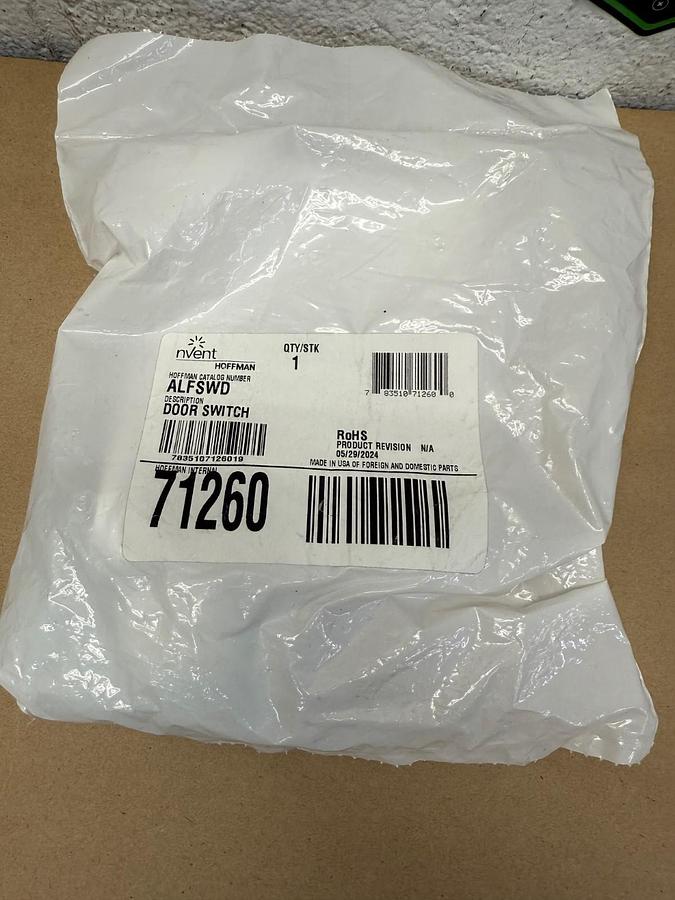 nvent
HOFFMAN
QTY/STK
1
7 83510 71260 0
HOFFMAN CATALOG NUMBER
ALFSWD
DESCRIPTION
DOOR SWITCH
7835107126019
RoHS
PRODUCT REVISION N/A
05/29/2024
MADE IN USA OF FOREIGN AND DOMESTIC PARTS
HOFFMAN INTERNAL
71260